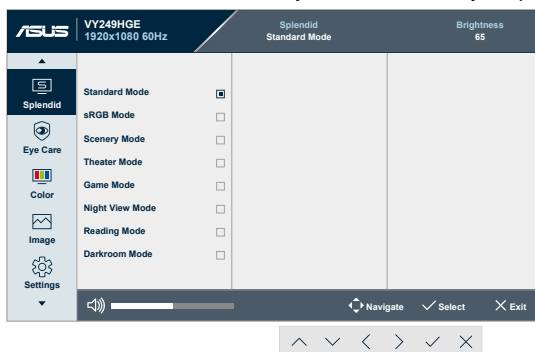 ASUS
VY249HGE
1920x1080 60Hz
Splendid
Standard Mode
Brightness
65
Splendid
Eye Care
Color
Image
Settings
Standard Mode
sRGB Mode
Scenery Mode
Theater Mode
Game Mode
Night View Mode
Reading Mode
Darkroom Mode
Navigate
Select
Exit